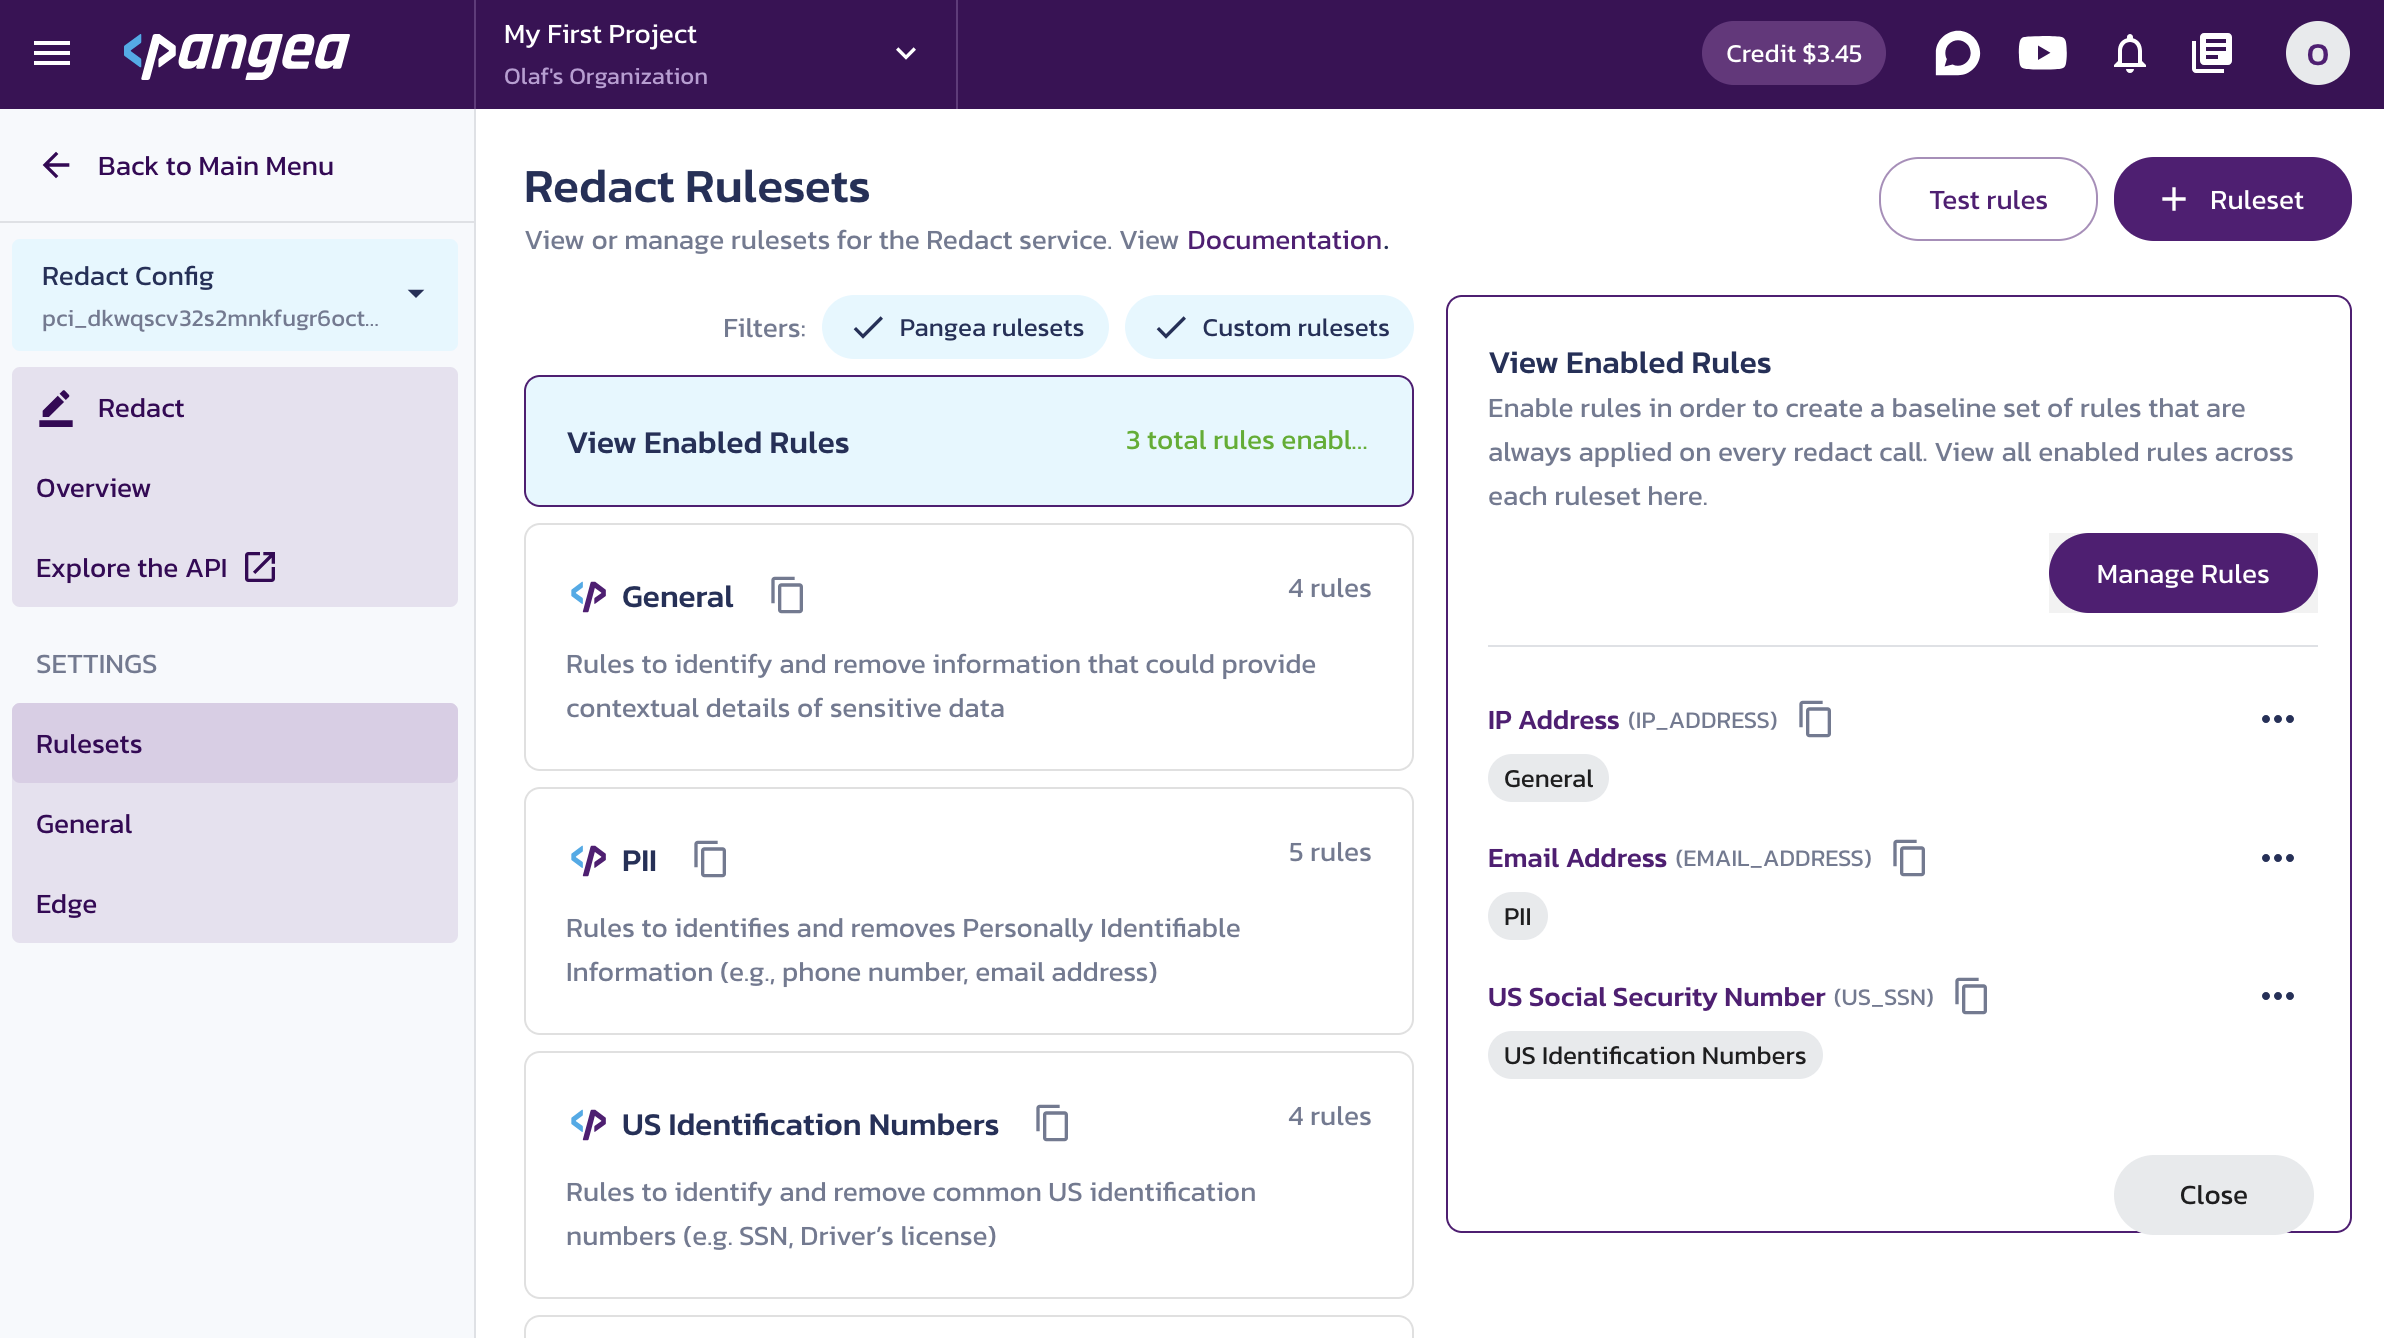 pangea
My First Project
Olaf's Organization
Credit $3.45
O
Back to Main Menu
Redact Config
pci_dkwqscv32s2mnkfugr6oct...
Redact
Overview
Explore the API
SETTINGS
Rulesets
General
Edge
Redact Rulesets
View or manage rulesets for the Redact service. View Documentation.
Test rules
+ Ruleset
Filters:
Pangea rulesets
Custom rulesets
View Enabled Rules
3 total rules enabl...
General
4 rules
Rules to identify and remove information that could provide
contextual details of sensitive data
PII
5 rules
Rules to identifies and removes Personally Identifiable
Information (e.g., phone number, email address)
US Identification Numbers
4 rules
Rules to identify and remove common US identification
numbers (e.g. SSN, Driver’s license)
View Enabled Rules
Enable rules in order to create a baseline set of rules that are
always applied on every redact call. View all enabled rules across
each ruleset here.
Manage Rules
IP Address (IP_ADDRESS)
General
Email Address (EMAIL_ADDRESS)
PII
US Social Security Number (US_SSN)
US Identification Numbers
Close